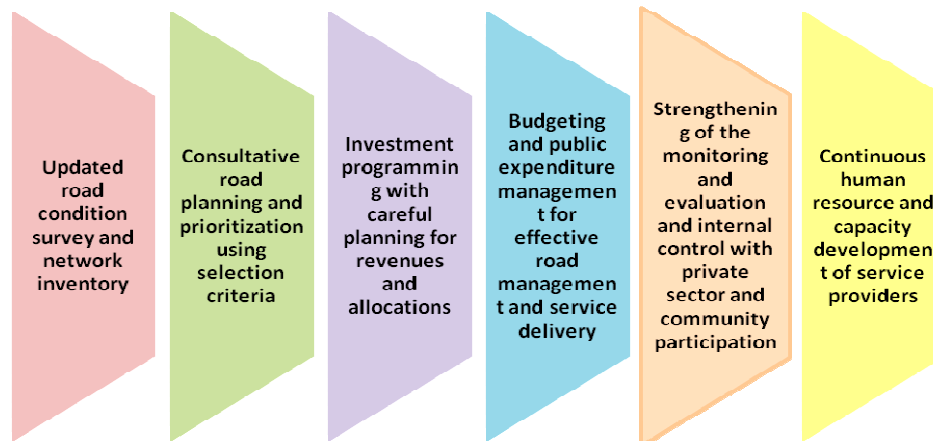 Updated
road
condition
survey and
network
inventory
Consultative
road
planning and
prioritization
using
selection
criteria
Investment
programmin
g with
careful
planning for
revenues
and
allocations
Budgeting
and public
expenditure
managemen
t for
effective
road
managemen
t and service
delivery
Strengthenin
g of the
monitoring
and
evaluation
and internal
control with
private
sector and
community
participation
Continuous
human
resource and
capacity
developmen
t of service
providers